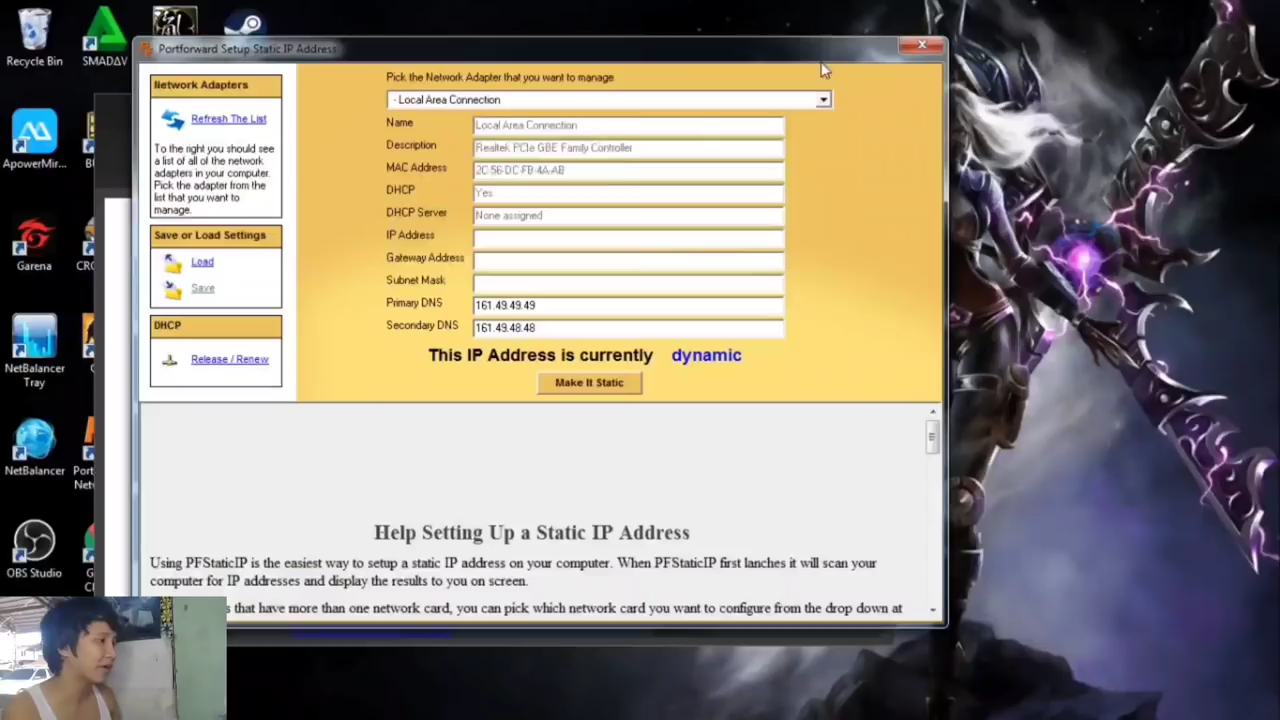 Recycle Bin
SMADΔV
ApowerMir...
Garena
NetBalancer
Tray
NetBalancer
OBS Studio
Portforward Setup Static IP Address
Network Adapters
Refresh The List
To the right you should see
a list of all of the network
adapters in your computer.
Pick the adapter from the
list that you want to
manage.
Save or Load Settings
Load
Save
DHCP
Release / Renew
Pick the Network Adapter that you want to manage
- Local Area Connection
Name Local Area Connection
Description Realtek PCIe GBE Family Controller
MAC Address 2C-56-DC-FB-4A-AB
DHCP Yes
DHCP Server None assigned
IP Address
Gateway Address
Subnet Mask
Primary DNS 161.49.49.49
Secondary DNS 161.49.48.48
This IP Address is currently dynamic
Make It Static
Help Setting Up a Static IP Address
Using PFStaticIP is the easiest way to setup a static IP address on your computer. When PFStaticIP first lanches it will scan your
computer for IP addresses and display the results to you on screen.
that have more than one network card, you can pick which network card you want to configure from the drop down at